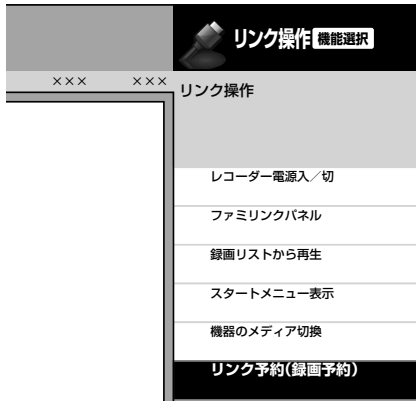 リンク操作 機能選択
××× ×××
リンク操作
レコーダー電源入／切
ファミリンクパネル
録画リストから再生
スタートメニュー表示
機器のメディア切換
リンク予約(録画予約)